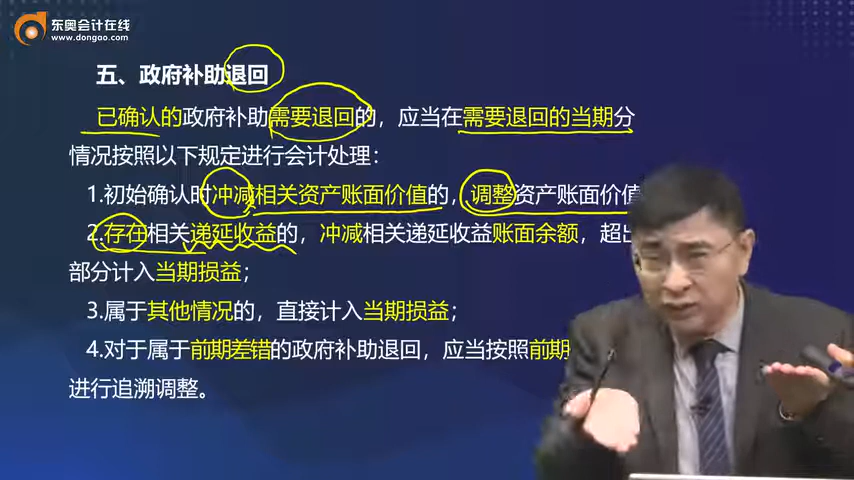 东奥会计在线
www.dongao.com
五、政府补助退回
已确认的政府补助需要退回的，应当在需要退回的当期分
情况按照以下规定进行会计处理：
1.初始确认时冲减相关资产账面价值的，调整资产账面价值
2.存在相关递延收益的，冲减相关递延收益账面余额，超出
部分计入当期损益；
3.属于其他情况的，直接计入当期损益；
4.对于属于前期差错的政府补助退回，应当按照前期
进行追溯调整。